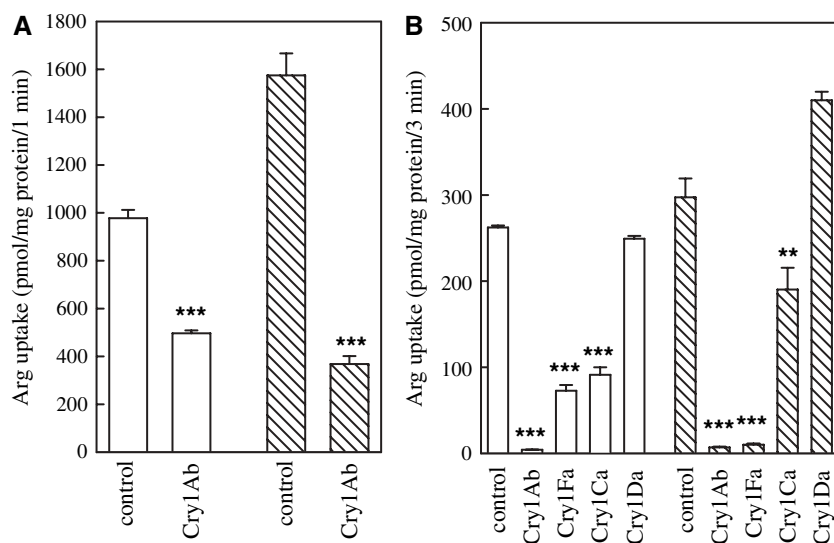 A
Arg uptake (pmol/mg protein/1 min)
1800
1600
1400
1200
1000
800
600
400
200
0
***
***
control
Cry1Ab
control
Cry1Ab
B
Arg uptake (pmol/mg protein/3 min)
500
400
300
200
100
0
***
***
***
***
***
**
control
Cry1Ab
Cry1Fa
Cry1Ca
Cry1Da
control
Cry1Ab
Cry1Fa
Cry1Ca
Cry1Da